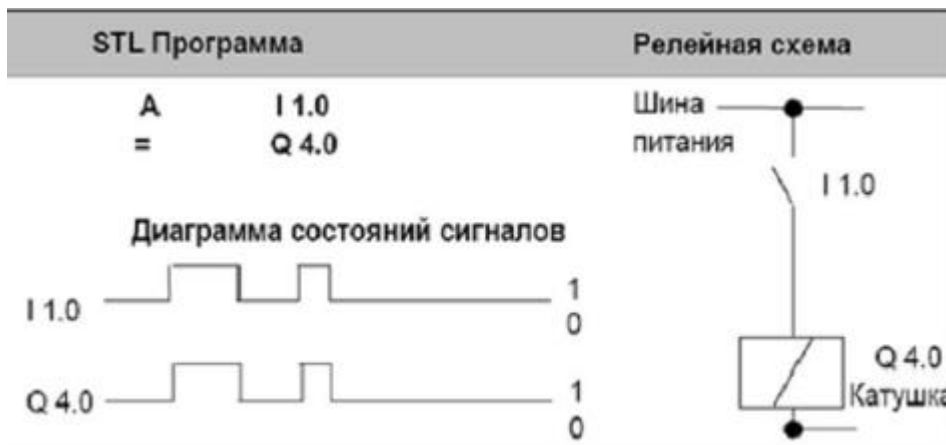 STL Программа
Релейная схема
A I 1.0
= Q 4.0
Шина
питания
I 1.0
Диаграмма состояний сигналов
I 1.0
1
0
Q 4.0
1
0
Q 4.0
Катушка